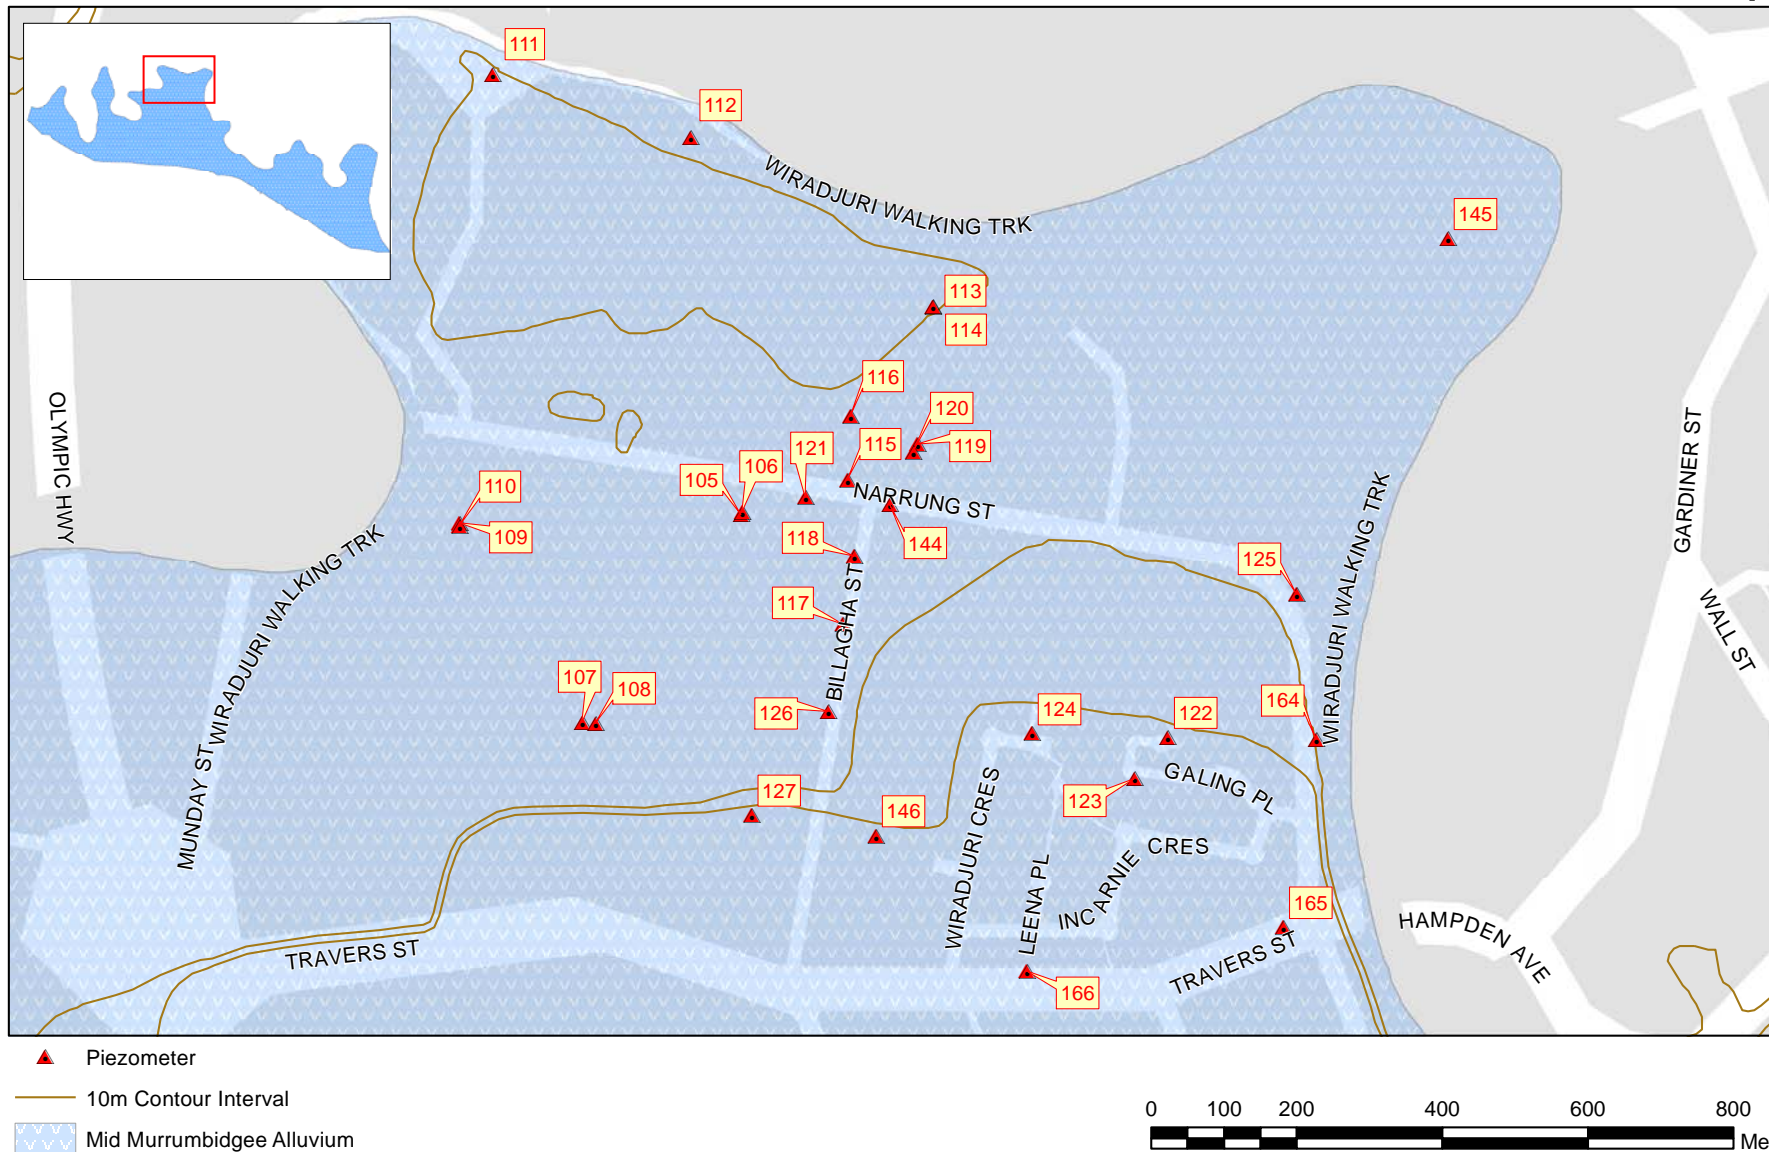 111
112
WIRADJURI WALKING TRK
145
113
114
116
120
119
115
121
106
105
110
109
NARRUNG ST
144
118
117
BILLAGHA ST
OLYMPIC HWY
WIRADJURI WALKING TRK
MUNDAY ST
107
108
126
127
146
124
122
123
125
164
WIRADJURI WALKING TRK
GARDINER ST
WALL ST
GALING PL
WIRADJURI CRES
LEENA PL
INCARNIE CRES
165
166
TRAVERS ST
TRAVERS ST
HAMPDEN AVE
Piezometer
10m Contour Interval
Mid Murrumbidgee Alluvium
0 100 200 400 600 800
Me